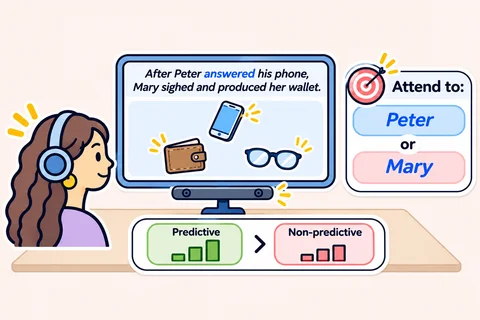 After Peter answered his phone,
Mary sighed and produced her wallet.
Attend to:
Peter
or
Mary
Predictive > Non-predictive